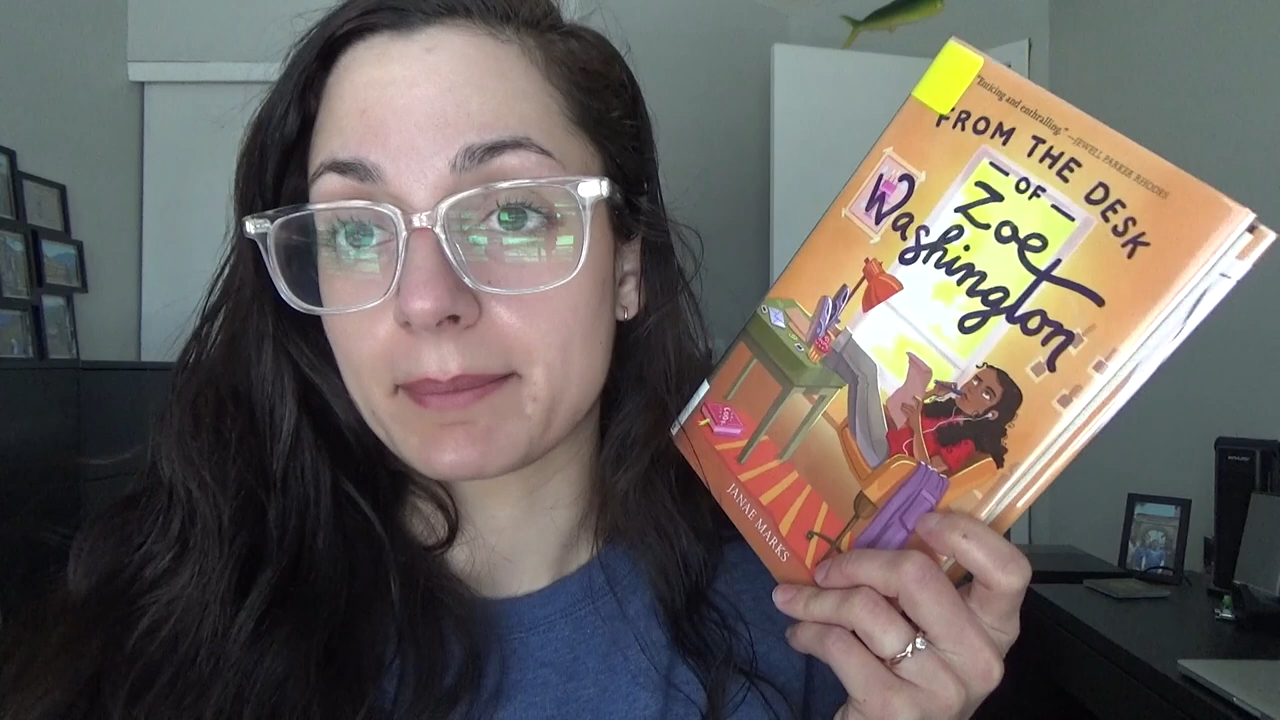 "Enticing and enthralling." —JEWELL PARKER RHODES
FROM THE DESK
— OF —
Zoe
Washington
JANAE MARKS